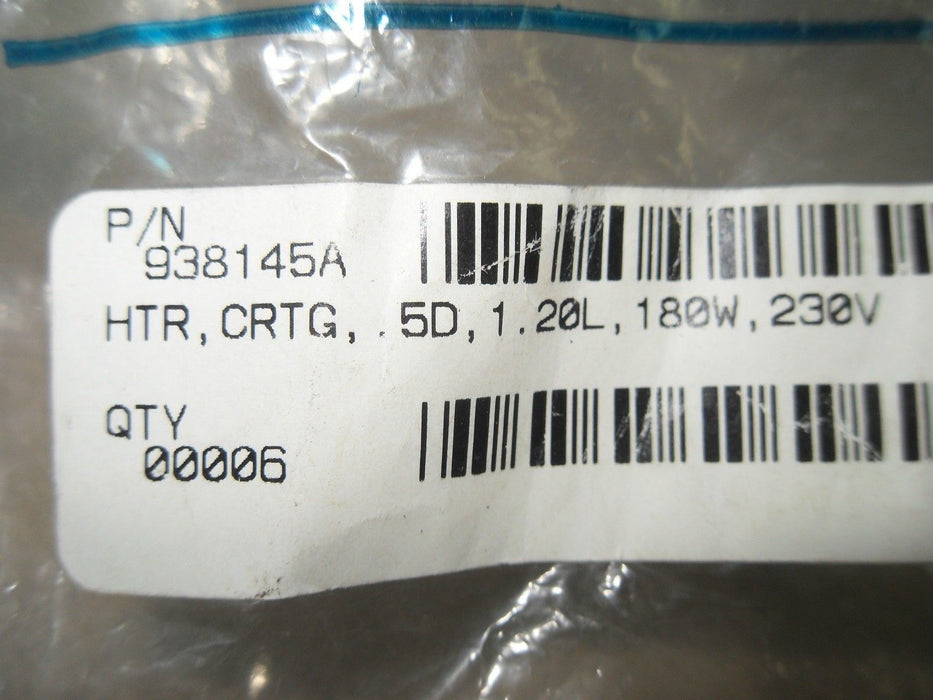 P/N
938145A
HTR,CRTG,.5D,1.20L,180W,230V
QTY
00006